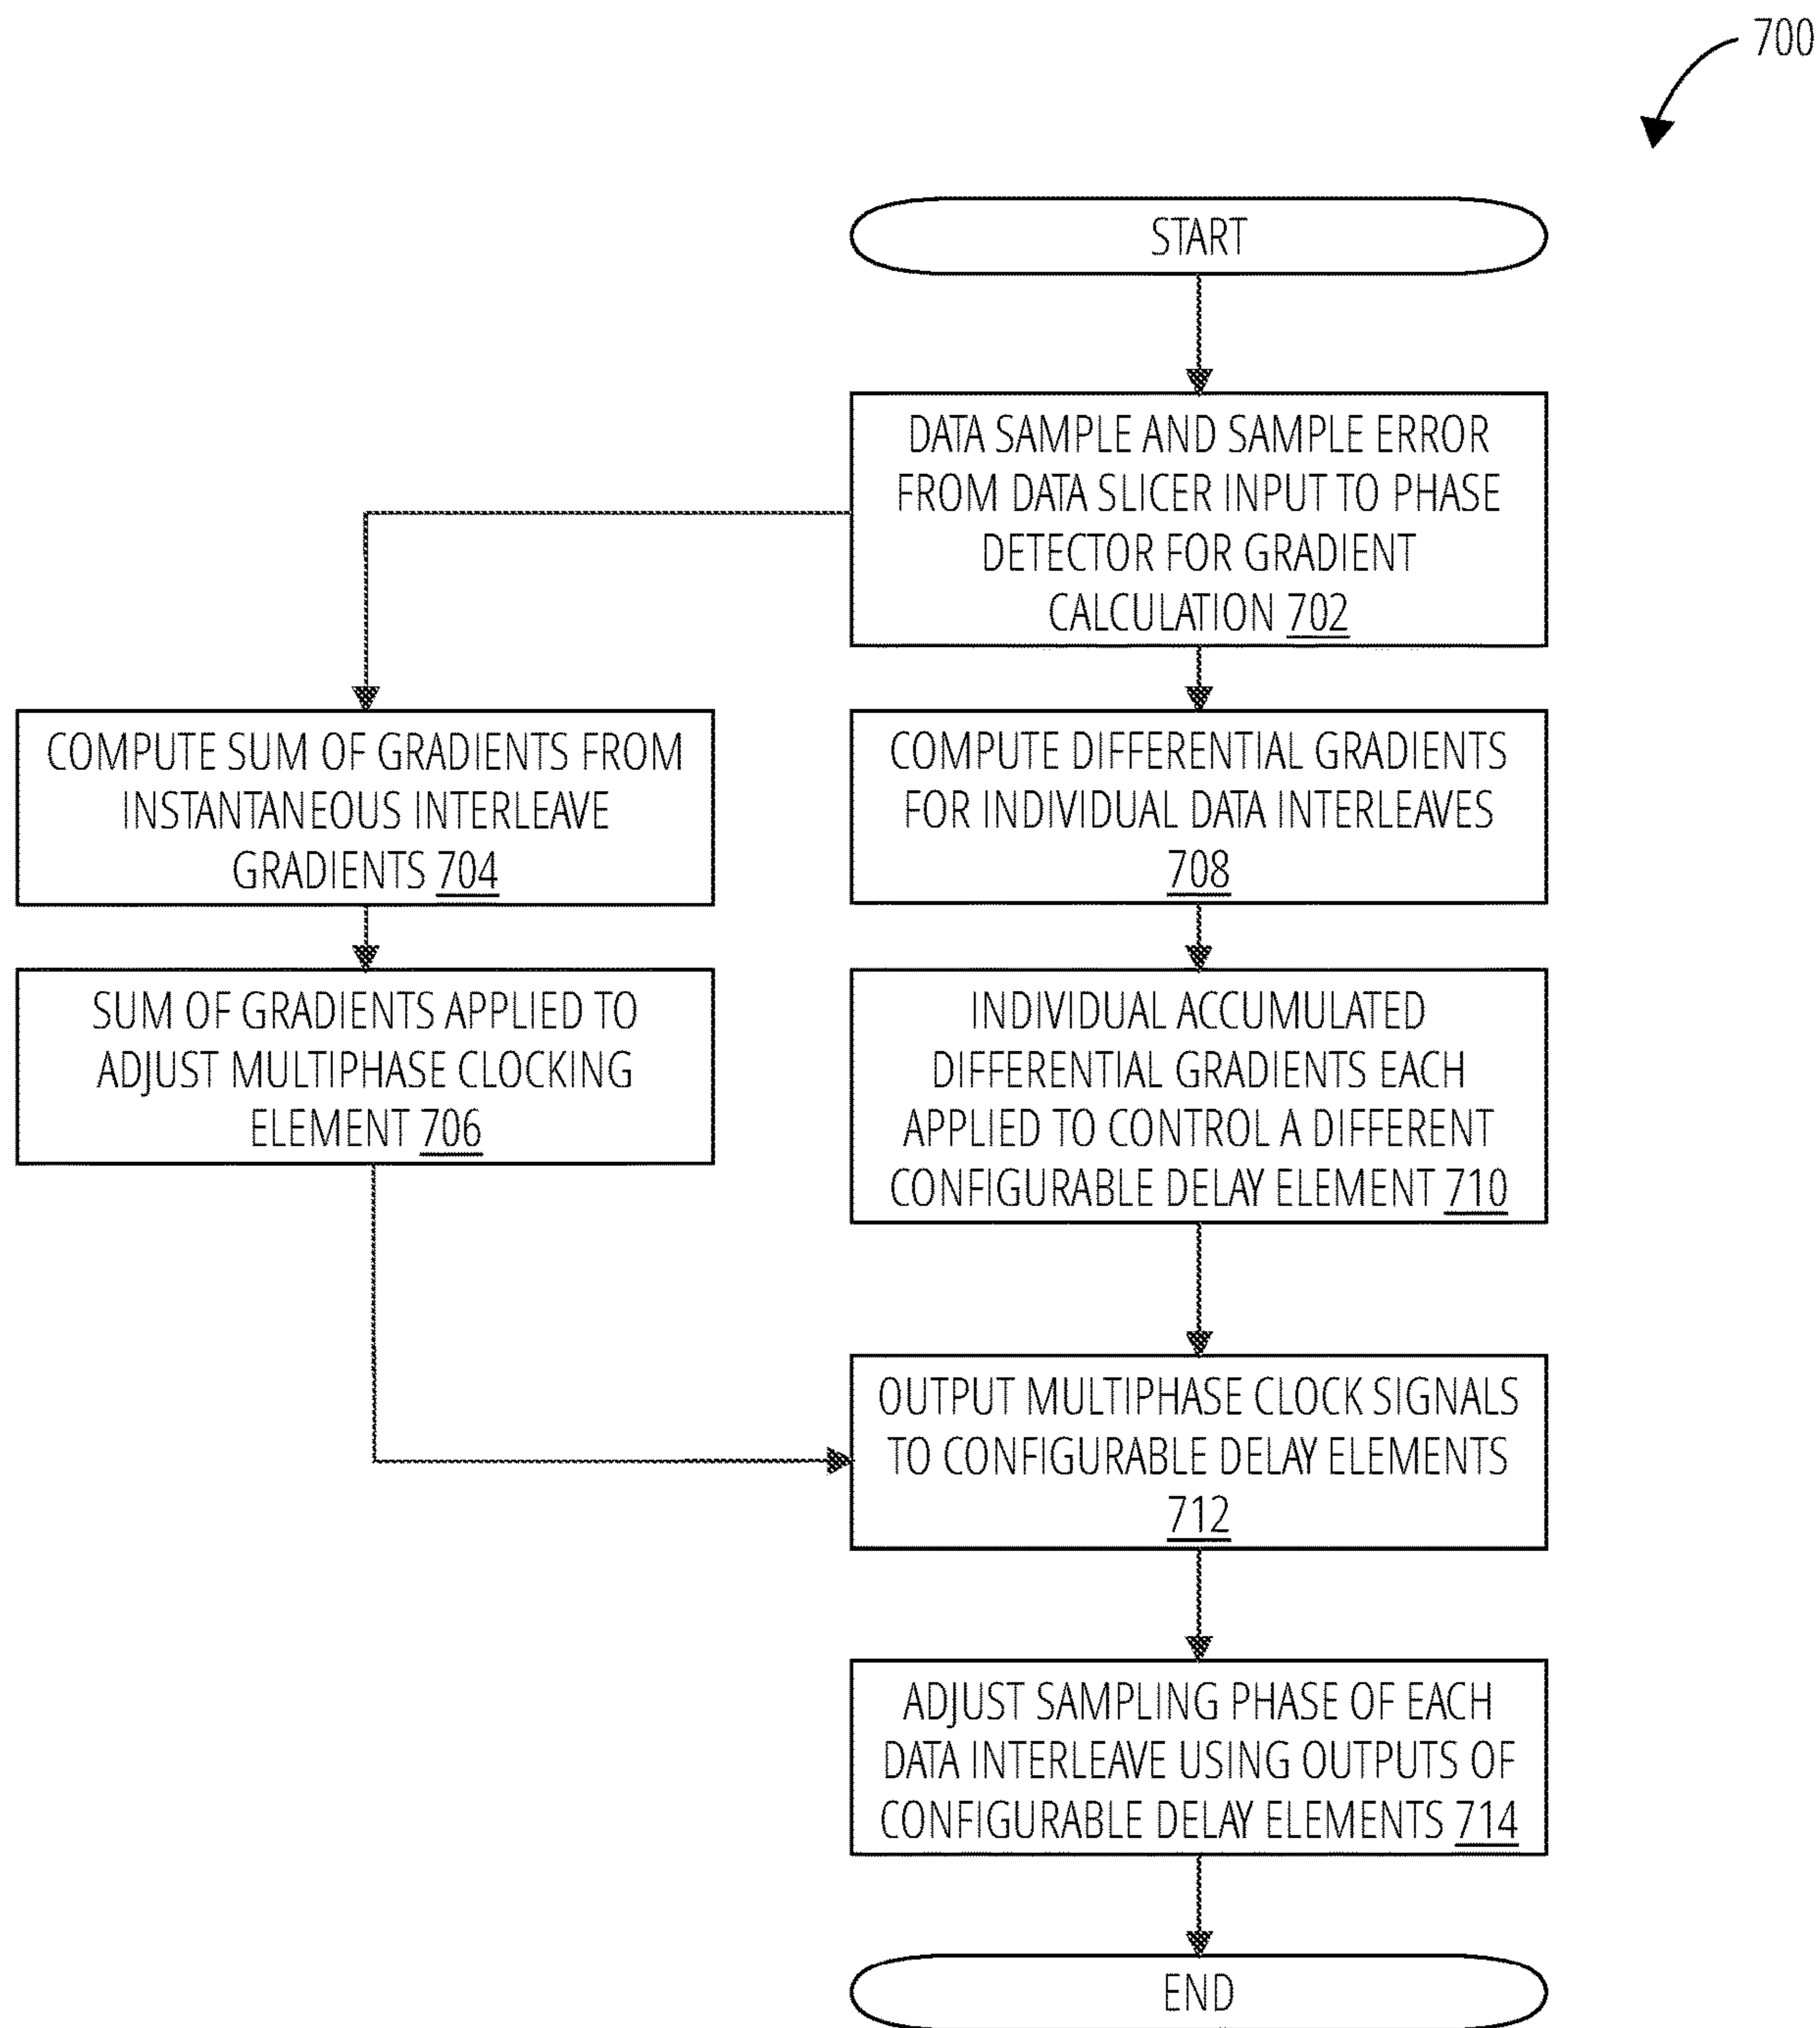 700
START
DATA SAMPLE AND SAMPLE ERROR
FROM DATA SLICER INPUT TO PHASE
DETECTOR FOR GRADIENT
CALCULATION 702
COMPUTE SUM OF GRADIENTS FROM
INSTANTANEOUS INTERLEAVE
GRADIENTS 704
COMPUTE DIFFERENTIAL GRADIENTS
FOR INDIVIDUAL DATA INTERLEAVES
708
SUM OF GRADIENTS APPLIED TO
ADJUST MULTIPHASE CLOCKING
ELEMENT 706
INDIVIDUAL ACCUMULATED
DIFFERENTIAL GRADIENTS EACH
APPLIED TO CONTROL A DIFFERENT
CONFIGURABLE DELAY ELEMENT 710
OUTPUT MULTIPHASE CLOCK SIGNALS
TO CONFIGURABLE DELAY ELEMENTS
712
ADJUST SAMPLING PHASE OF EACH
DATA INTERLEAVE USING OUTPUTS OF
CONFIGURABLE DELAY ELEMENTS 714
END